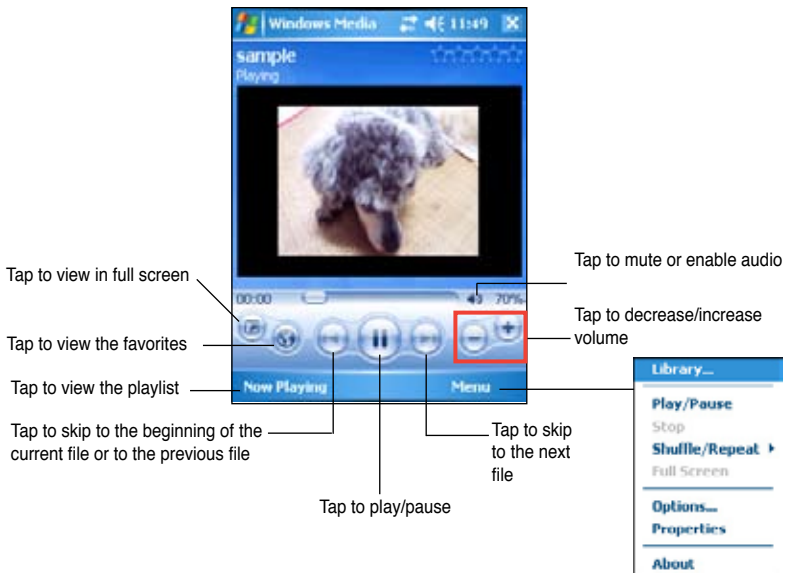 Windows Media 11:49
sample
Playing
Tap to view in full screen
Tap to mute or enable audio
00:00 70%
Tap to decrease/increase
volume
Tap to view the favorites
Tap to view the playlist
Now Playing Menu
Tap to skip to the beginning of the
current file or to the previous file
Tap to skip
to the next
file
Tap to play/pause
Library...
Play/Pause
Stop
Shuffle/Repeat
Full Screen
Options...
Properties
About